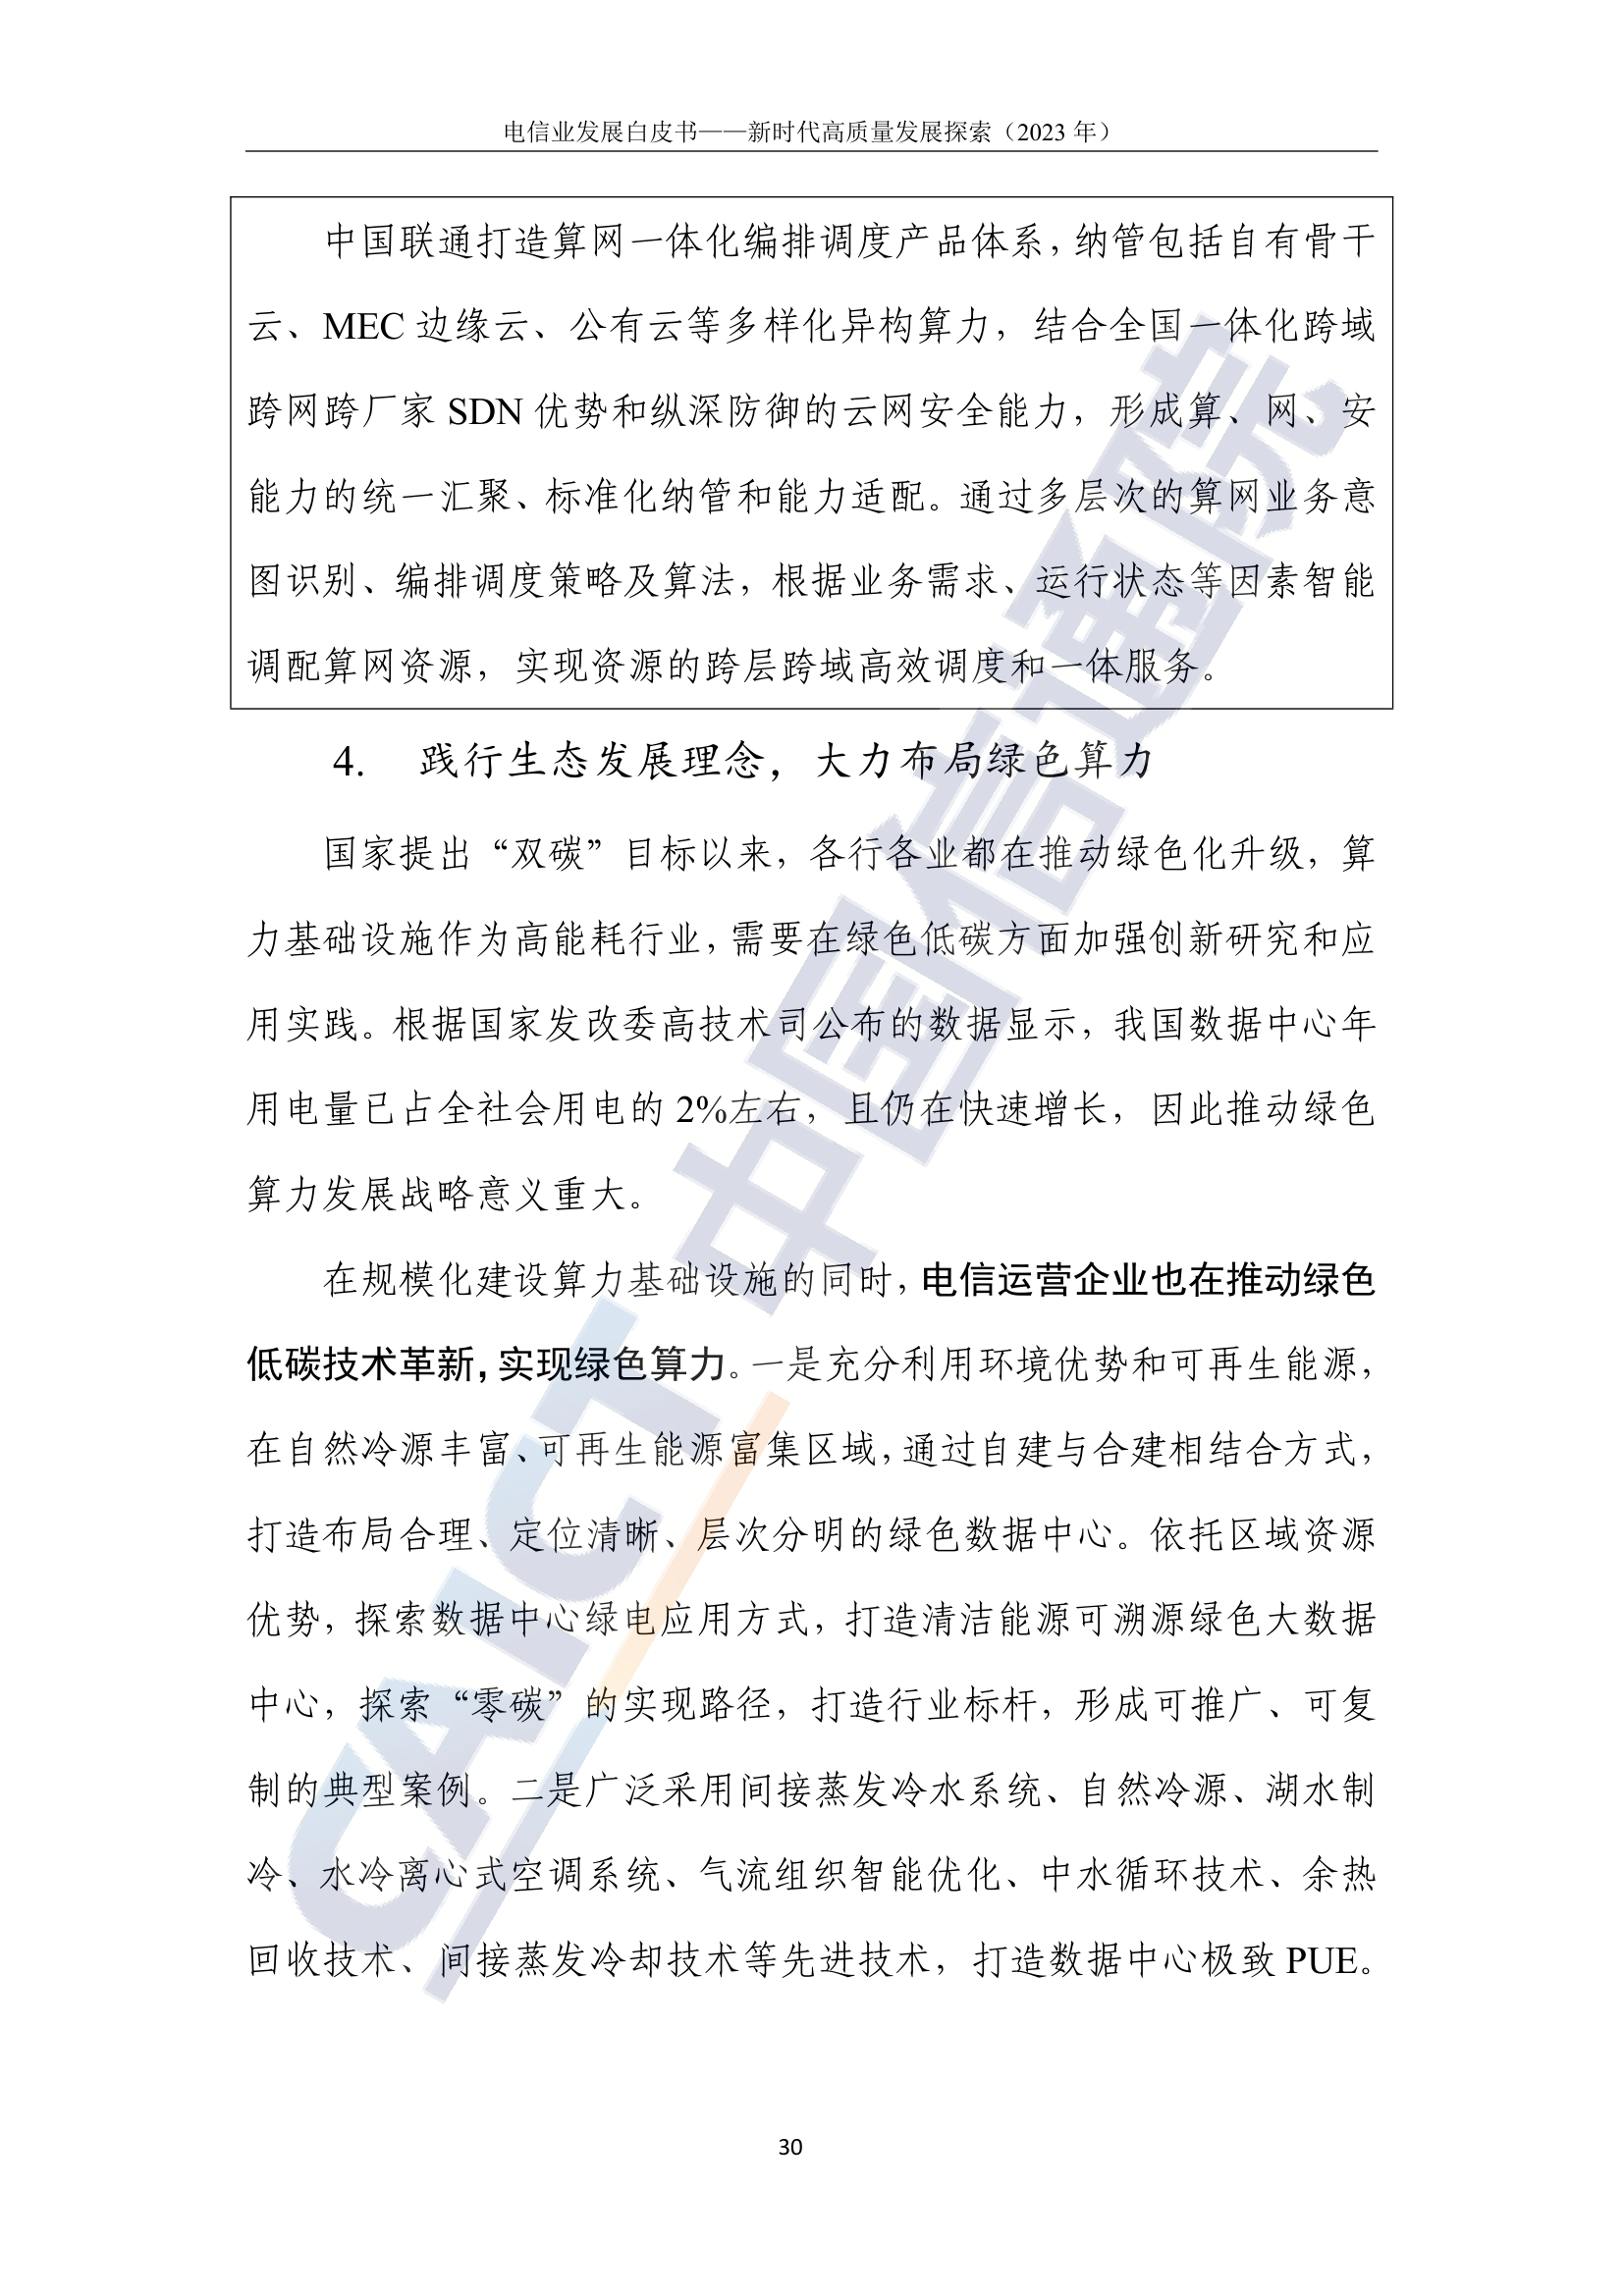 电信业发展白皮书——新时代高质量发展探索（2023 年）
中国联通打造算网一体化编排调度产品体系，纳管包括自有骨干
云、MEC 边缘云、公有云等多样化异构算力，结合全国一体化跨域
跨网跨厂家 SDN 优势和纵深防御的云网安全能力，形成算、网、安
能力的统一汇聚、标准化纳管和能力适配。通过多层次的算网业务意
图识别、编排调度策略及算法，根据业务需求、运行状态等因素智能
调配算网资源，实现资源的跨层跨域高效调度和一体服务。
4. 践行生态发展理念，大力布局绿色算力
国家提出“双碳”目标以来，各行各业都在推动绿色化升级，算
力基础设施作为高能耗行业，需要在绿色低碳方面加强创新研究和应
用实践。根据国家发改委高技术司公布的数据显示，我国数据中心年
用电量已占全社会用电的 2%左右，且仍在快速增长，因此推动绿色
算力发展战略意义重大。
在规模化建设算力基础设施的同时，电信运营企业也在推动绿色
低碳技术革新，实现绿色算力。一是充分利用环境优势和可再生能源，
在自然冷源丰富、可再生能源富集区域，通过自建与合建相结合方式，
打造布局合理、定位清晰、层次分明的绿色数据中心。依托区域资源
优势，探索数据中心绿电应用方式，打造清洁能源可溯源绿色大数据
中心，探索“零碳”的实现路径，打造行业标杆，形成可推广、可复
制的典型案例。二是广泛采用间接蒸发冷水系统、自然冷源、湖水制
冷、水冷离心式空调系统、气流组织智能优化、中水循环技术、余热
回收技术、间接蒸发冷却技术等先进技术，打造数据中心极致 PUE。
30
CAICT 中国信通院